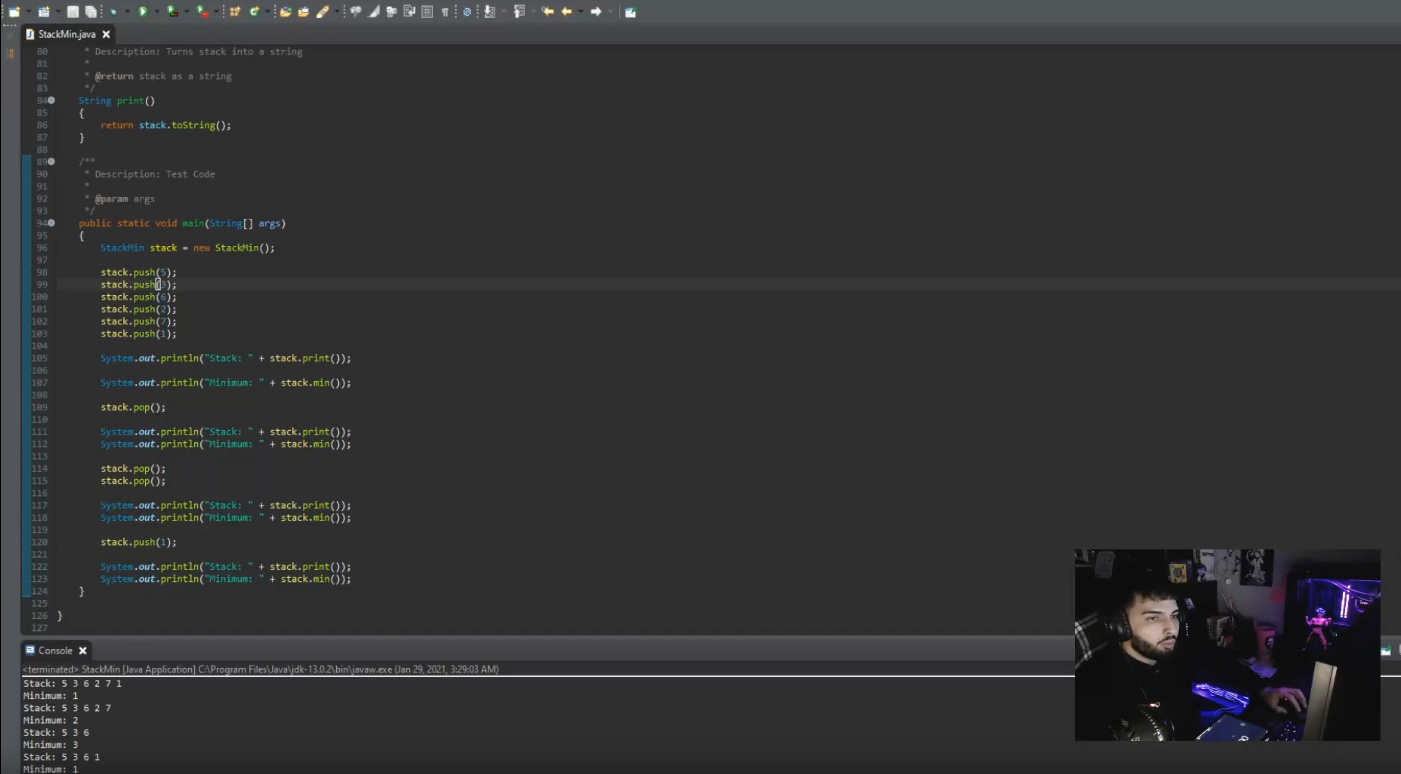 StackMin.java
80 * Description: Turns stack into a string
81 *
82 * @return stack as a string
83 */
84 String print()
85 {
86 return stack.toString();
87 }
88
89 /**
90 * Description: Test Code
91 *
92 * @param args
93 */
94 public static void main(String[] args)
95 {
96 StackMin stack = new StackMin();
97
98 stack.push(5);
99 stack.push(3);
100 stack.push(6);
101 stack.push(2);
102 stack.push(7);
103 stack.push(1);
104
105 System.out.println("Stack: " + stack.print());
106
107 System.out.println("Minimum: " + stack.min());
108
109 stack.pop();
110
111 System.out.println("Stack: " + stack.print());
112 System.out.println("Minimum: " + stack.min());
113
114 stack.pop();
115 stack.pop();
116
117 System.out.println("Stack: " + stack.print());
118 System.out.println("Minimum: " + stack.min());
119
120 stack.push(1);
121
122 System.out.println("Stack: " + stack.print());
123 System.out.println("Minimum: " + stack.min());
124 }
125
126 }
127
Console
<terminated> StackMin [Java Application] C:\Program Files\Java\jdk-13.0.2\bin\javaw.exe (Jan 29, 2021, 3:29:03 AM)
Stack: 5 3 6 2 7 1
Minimum: 1
Stack: 5 3 6 2 7
Minimum: 2
Stack: 5 3 6
Minimum: 3
Stack: 5 3 6 1
Minimum: 1